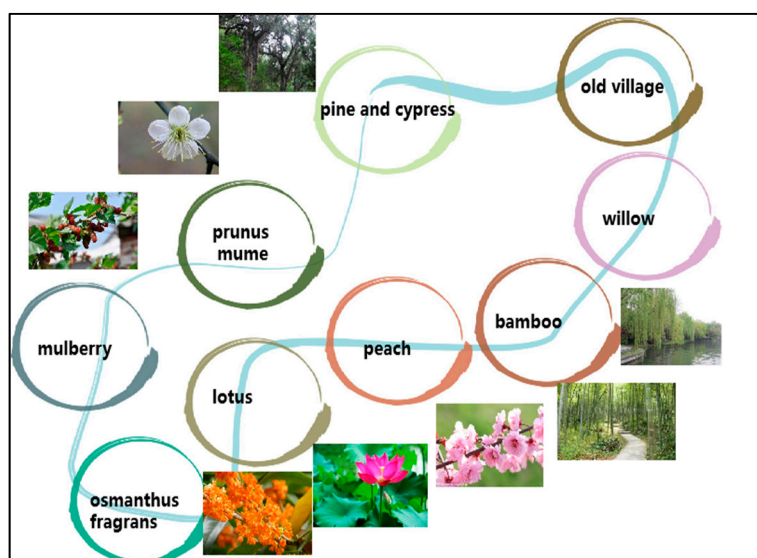 old village
pine and cypress
willow
prunus
mume
bamboo
peach
mulberry
lotus
osmanthus
fragrans